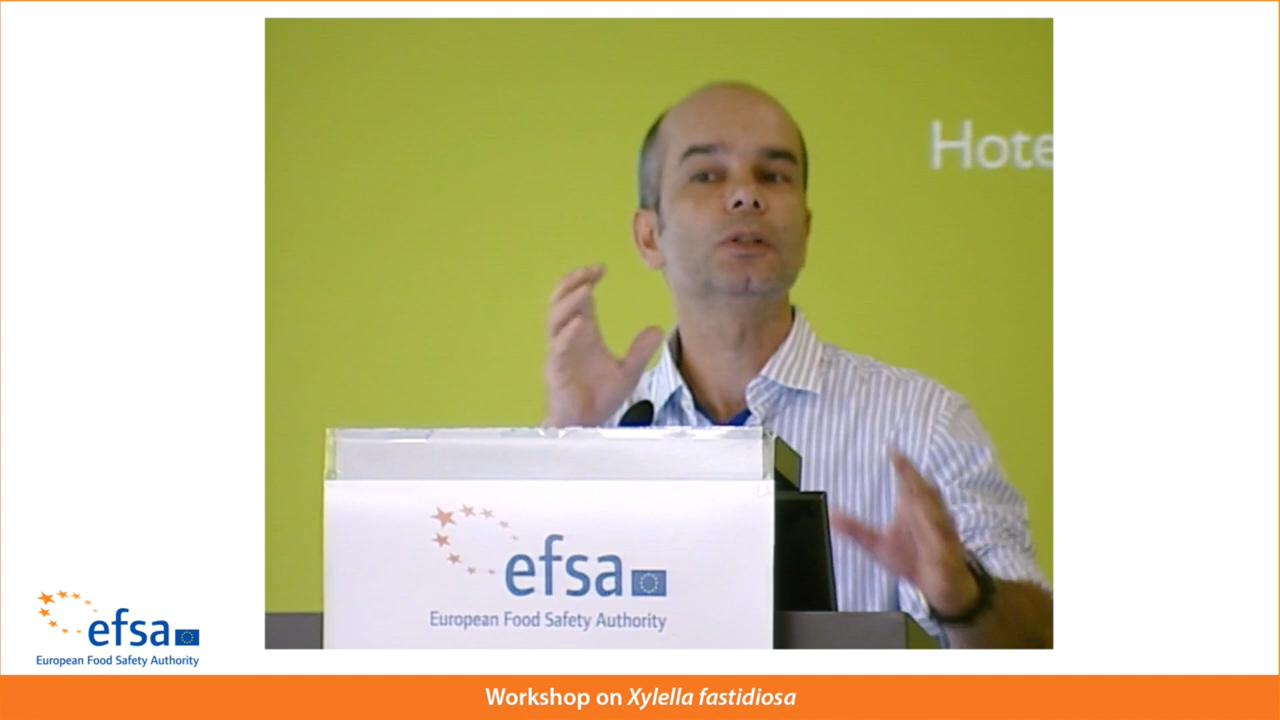 Hote
efsa
European Food Safety Authority
efsa
European Food Safety Authority
Workshop on Xylella fastidiosa